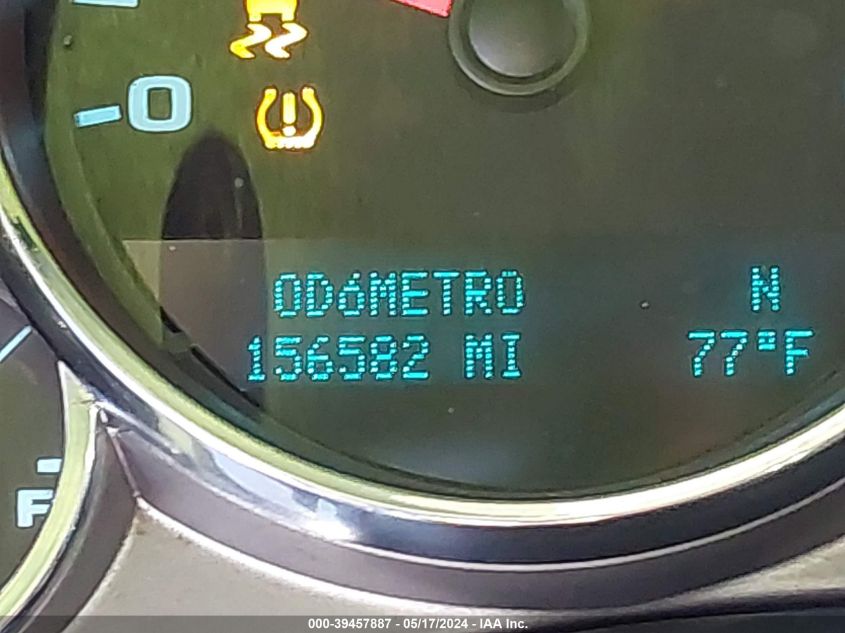 0
ODóMETRO N
156582 MI 77°F
F
000-39457887 - 05/17/2024 - IAA Inc.